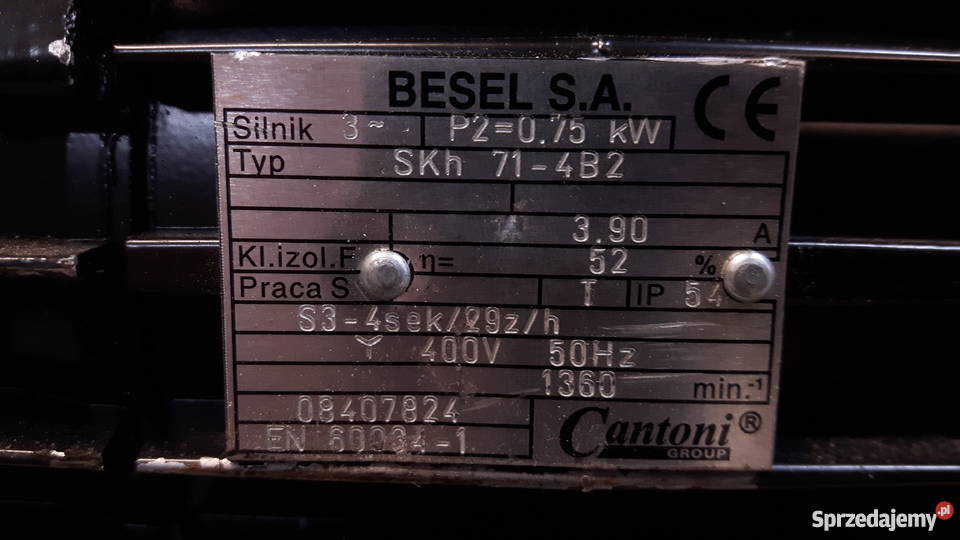 BESEL S.A. CE
Silnik 3~ P2=0.75 kW
Typ SKh 71-4B2
3.90 A
Kl.izol.F η= 52 %
Praca S T IP 54
S3-4sek/29z/h
Y 400V 50Hz
1360 min.-1
08407824
EN 60034-1
Cantoni®
GROUP
Sprzedajemy.pl